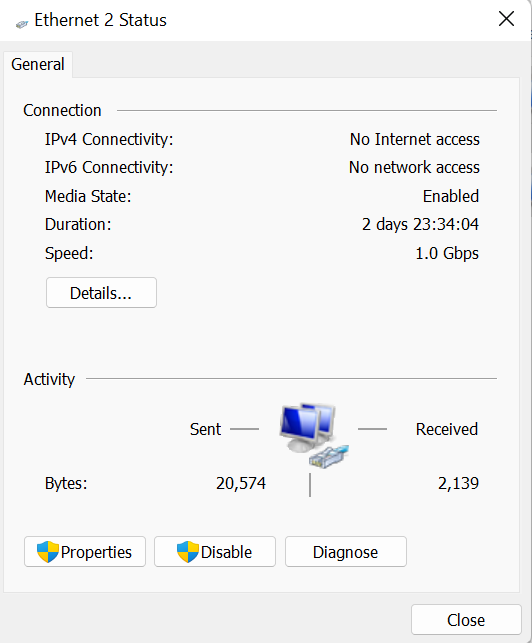 Ethernet 2 Status
General
Connection
IPv4 Connectivity: No Internet access
IPv6 Connectivity: No network access
Media State: Enabled
Duration: 2 days 23:34:04
Speed: 1.0 Gbps
Details...
Activity
Sent Received
Bytes: 20,574 2,139
Properties Disable Diagnose
Close